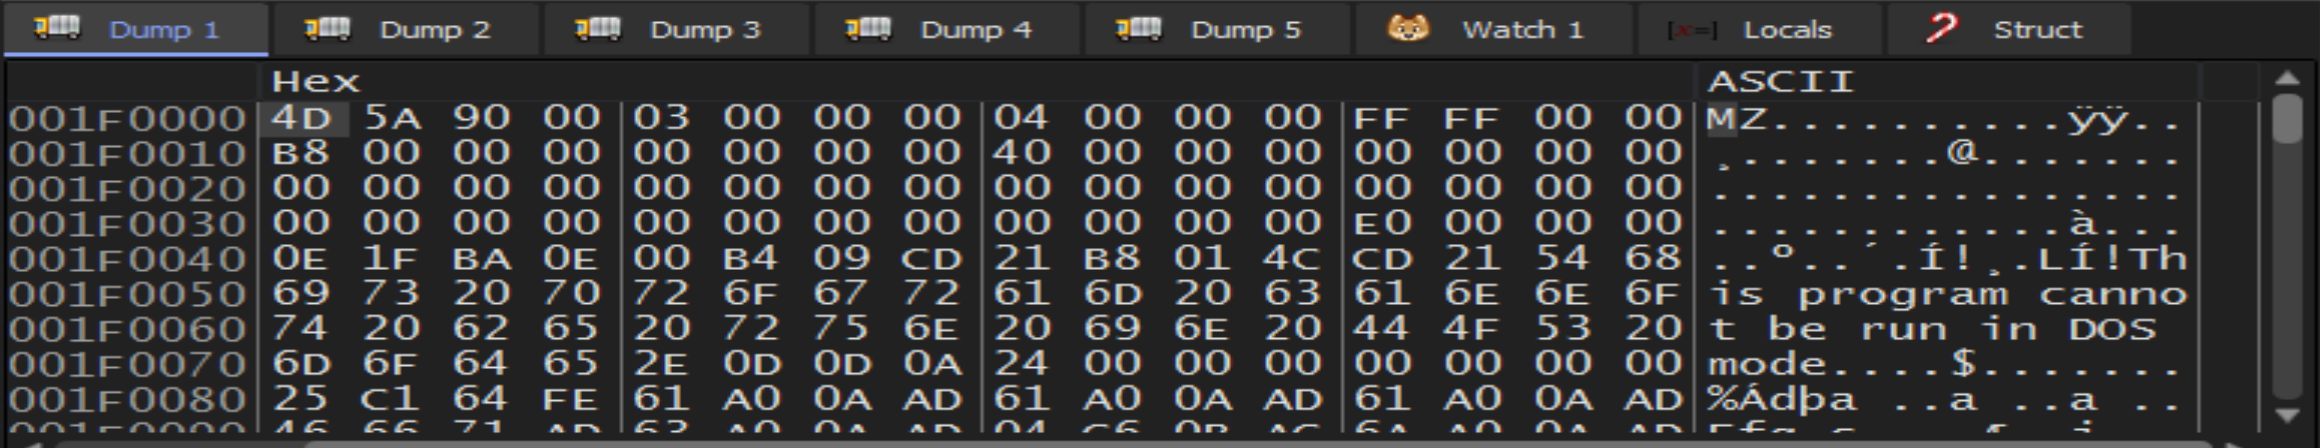 Dump 1 Dump 2 Dump 3 Dump 4 Dump 5 Watch 1 [x=] Locals Struct
Hex ASCII
001F0000 4D 5A 90 00 03 00 00 00 04 00 00 00 FF FF 00 00 MZ..........ÿÿ..
001F0010 B8 00 00 00 00 00 00 00 40 00 00 00 00 00 00 00 ¸.......@.......
001F0020 00 00 00 00 00 00 00 00 00 00 00 00 00 00 00 00 ................
001F0030 00 00 00 00 00 00 00 00 00 00 00 00 E0 00 00 00 ............à...
001F0040 0E 1F BA 0E 00 B4 09 CD 21 B8 01 4C CD 21 54 68 ..º..´.Í!¸.LÍ!Th
001F0050 69 73 20 70 72 6F 67 72 61 6D 20 63 61 6E 6E 6F is program canno
001F0060 74 20 62 65 20 72 75 6E 20 69 6E 20 44 4F 53 20 t be run in DOS
001F0070 6D 6F 64 65 2E 0D 0D 0A 24 00 00 00 00 00 00 00 mode....$.......
001F0080 25 C1 64 FE 61 A0 0A AD 61 A0 0A AD 61 A0 0A AD %Ádþa ..a ..a ..